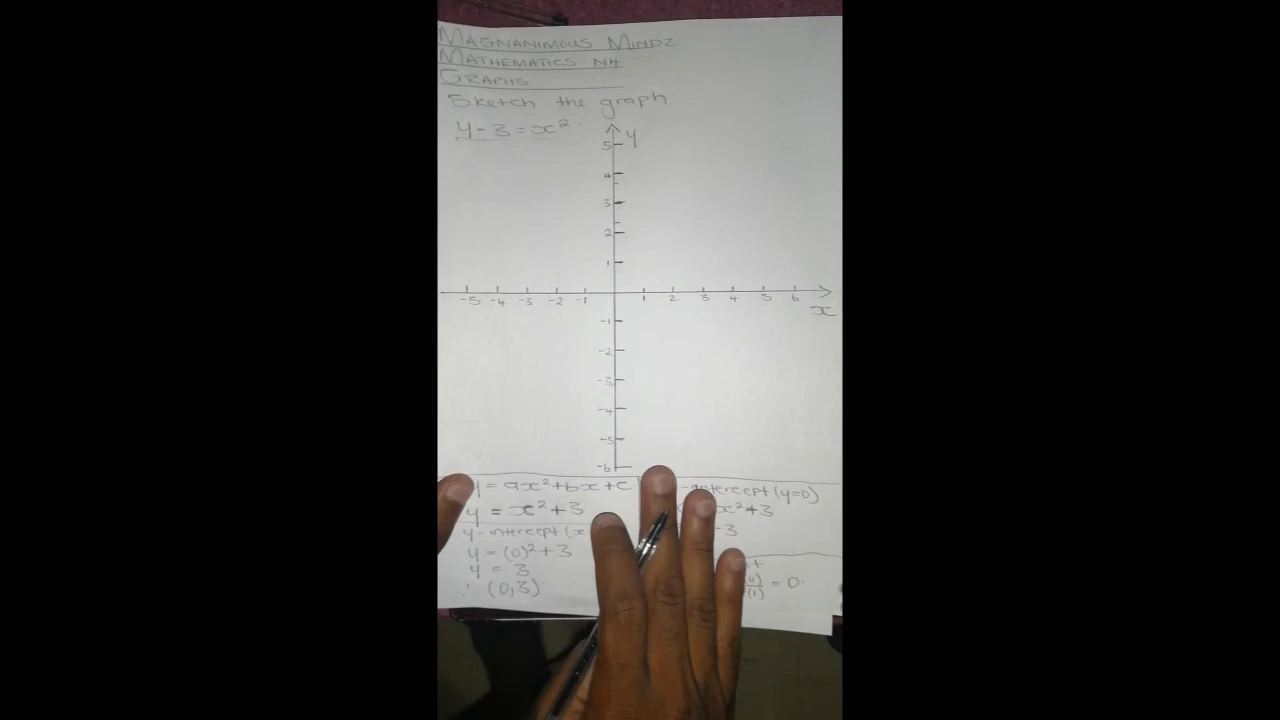 MAGNANIMOUS MINDZ
MATHEMATICS N4
GRAPHS
Sketch the graph
y - 3 = x²
y
5
4
3
2
1
-5 -4 -3 -2 -1 1 2 3 4 5 6
x
-1
-2
-3
-4
-5
-6
y = ax² + bx + c
y = x² + 3
y - intercept (x
y = (0)² + 3
y = 3
∴ (0,3)
-intercept (y=0)
x² + 3
-3
(0)
(1)
= 0